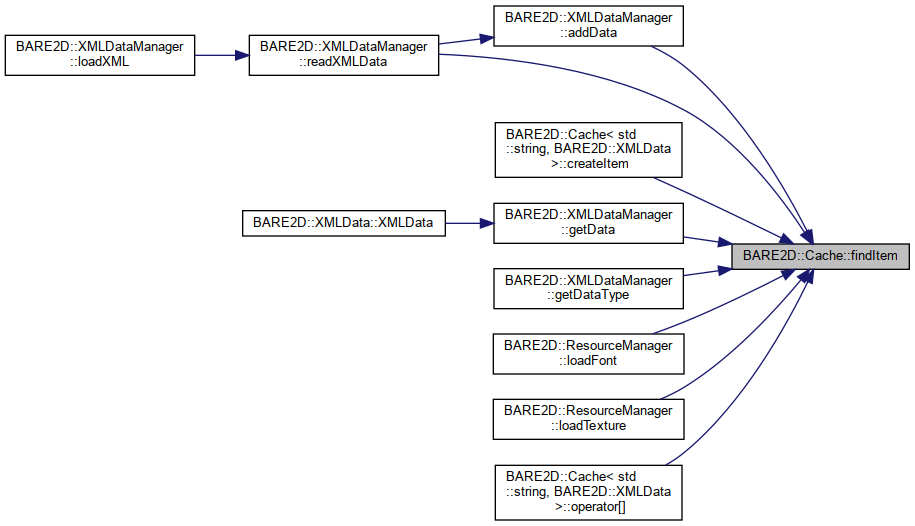 BARE2D::XMLDataManager
::addData
BARE2D::XMLDataManager
::loadXML
BARE2D::XMLDataManager
::readXMLData
BARE2D::Cache< std
::string, BARE2D::XMLData
>::createItem
BARE2D::XMLData::XMLData
BARE2D::XMLDataManager
::getData
BARE2D::Cache::findItem
BARE2D::XMLDataManager
::getDataType
BARE2D::ResourceManager
::loadFont
BARE2D::ResourceManager
::loadTexture
BARE2D::Cache< std
::string, BARE2D::XMLData
>::operator[]